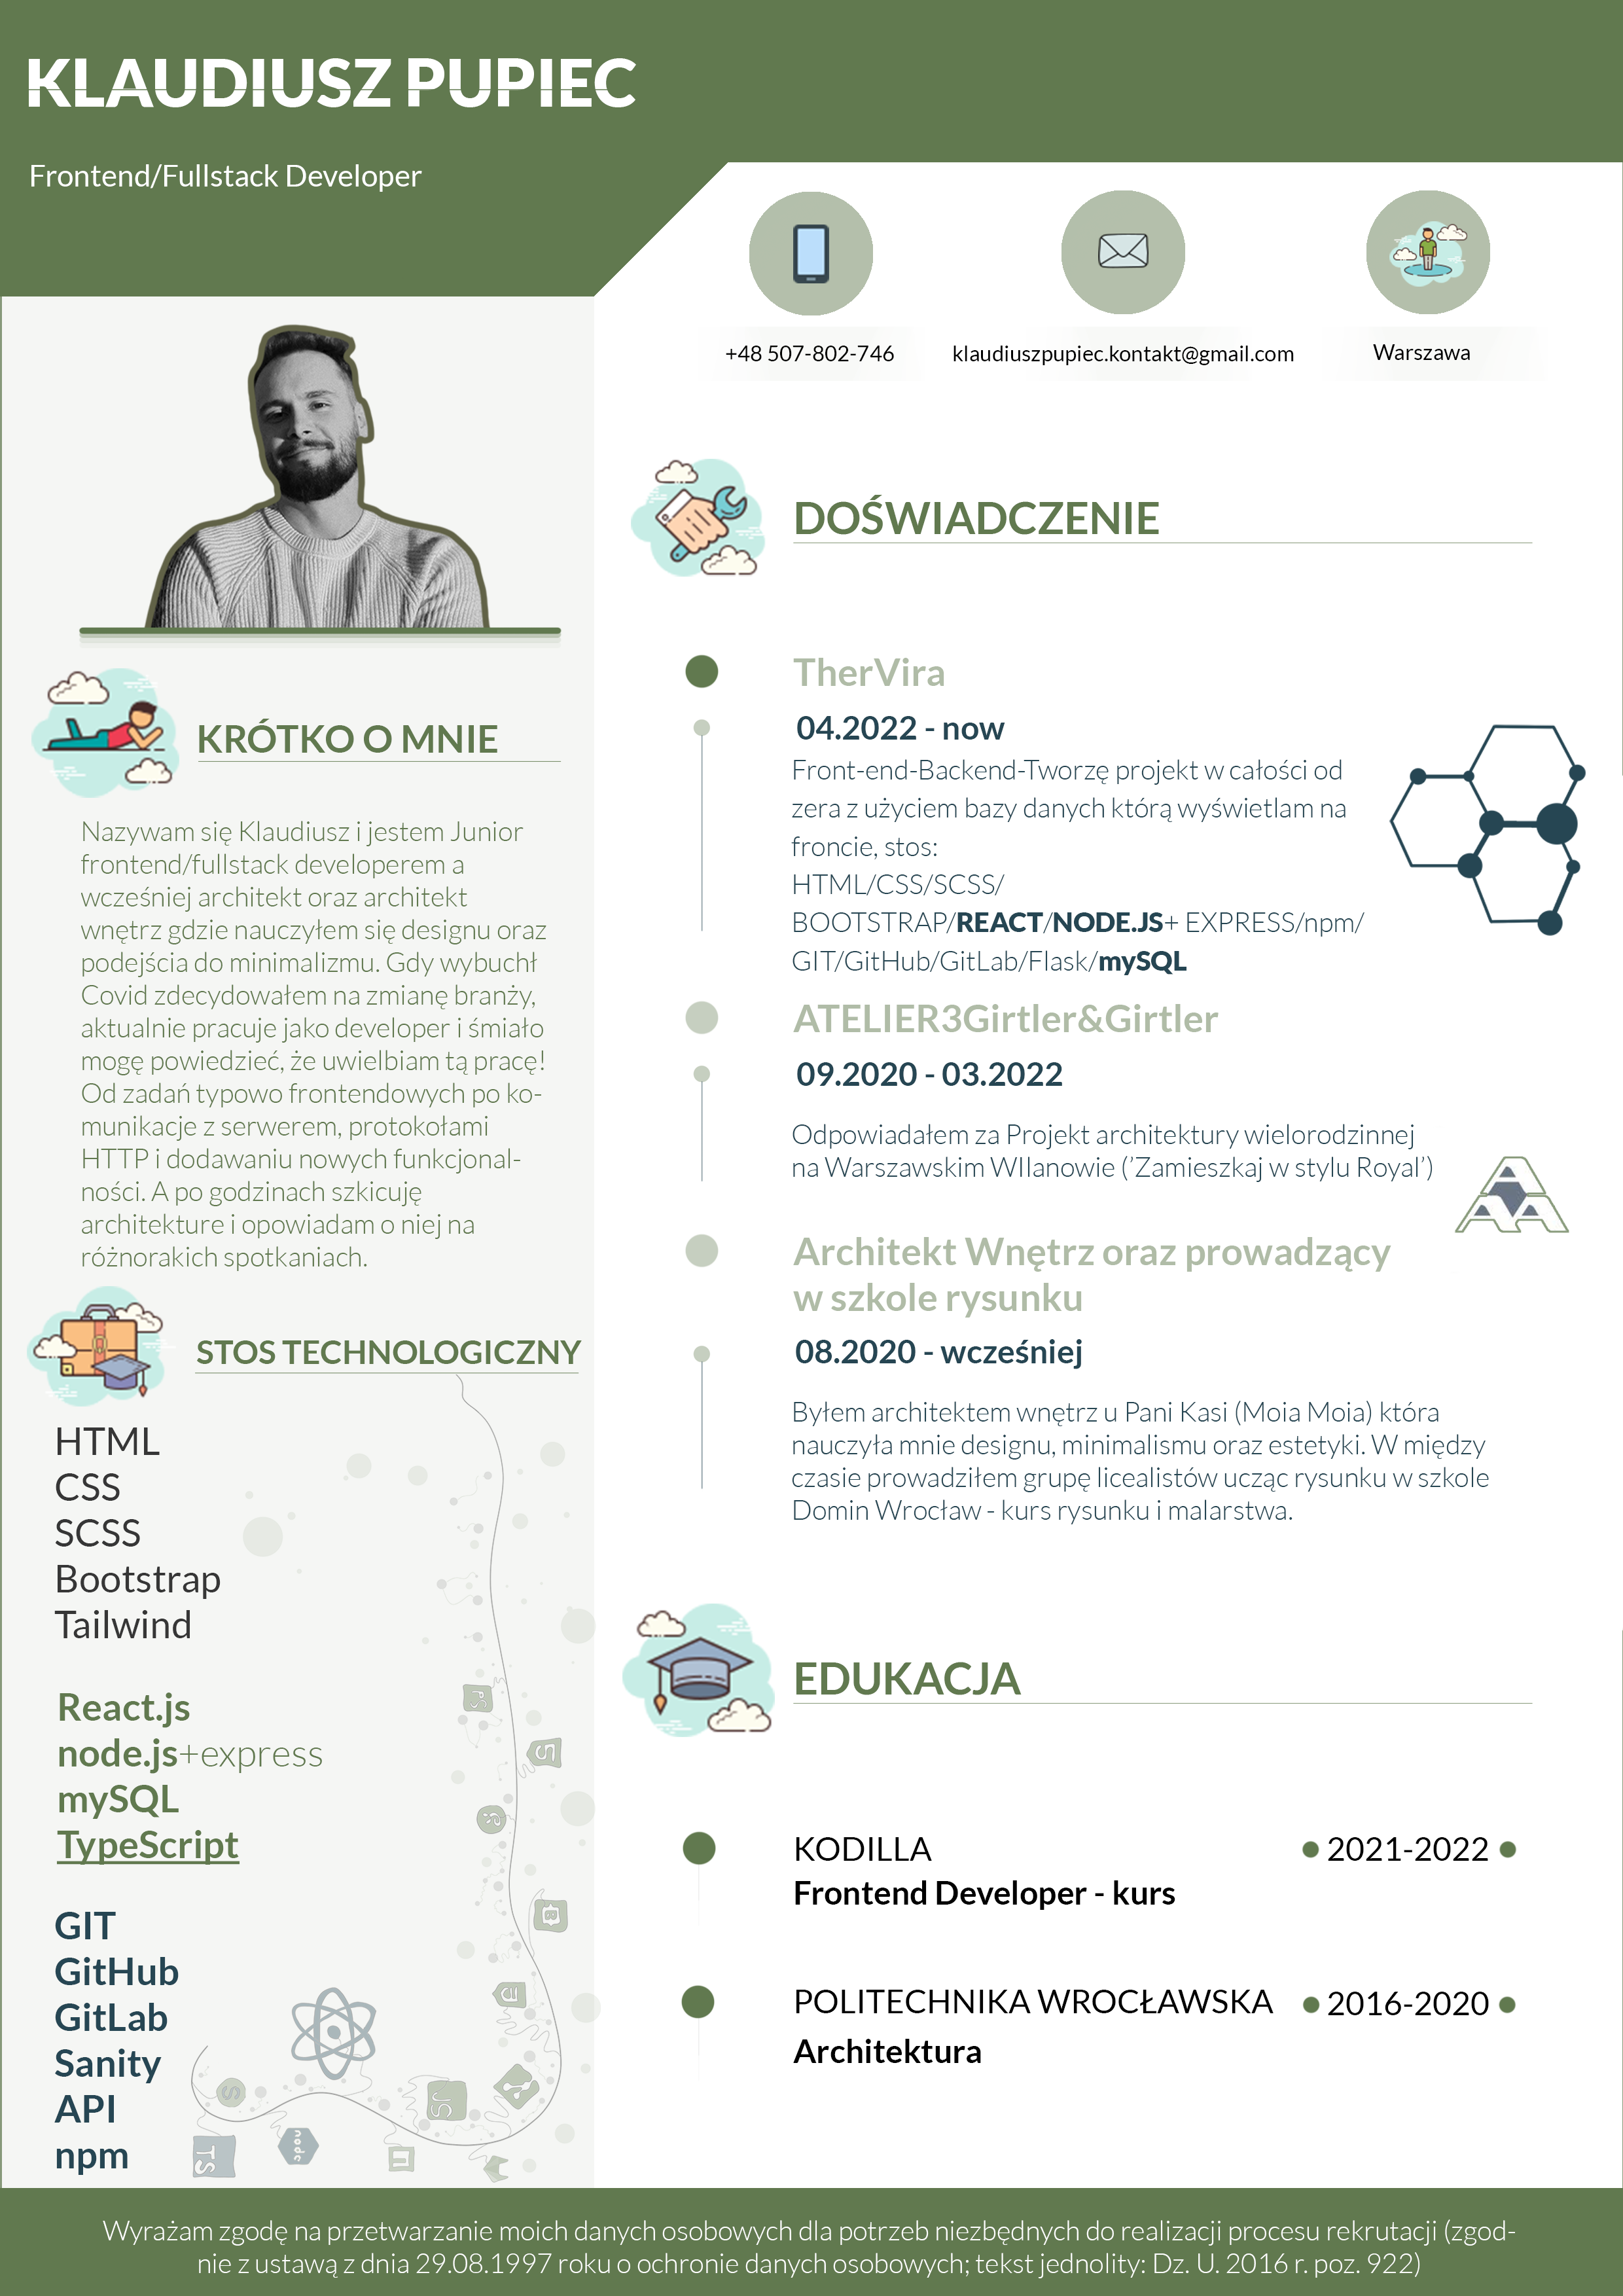 KLAUDIUSZ PUPIEC
Frontend/Fullstack Developer
+48 507-802-746
klaudiuszpupiec.kontakt@gmail.com
Warszawa
KRÓTKO O MNIE
Nazywam się Klaudiusz i jestem Junior
frontend/fullstack developerem a
wcześniej architekt oraz architekt
wnętrz gdzie nauczyłem się designu oraz
podejścia do minimalizmu. Gdy wybuchł
Covid zdecydowałem na zmianę branży,
aktualnie pracuje jako developer i śmiało
mogę powiedzieć, że uwielbiam tą pracę!
Od zadań typowo frontendowych po ko-
munikacje z serwerem, protokołami
HTTP i dodawaniu nowych funkcjonal-
ności. A po godzinach szkicuję
architekture i opowiadam o niej na
różnorakich spotkaniach.
STOS TECHNOLOGICZNY
HTML
CSS
SCSS
Bootstrap
Tailwind
React.js
node.js+express
mySQL
TypeScript
GIT
GitHub
GitLab
Sanity
API
npm
TS
node
JS
DOŚWIADCZENIE
TherVira
04.2022 - now
Front-end-Backend-Tworzę projekt w całości od
zera z użyciem bazy danych którą wyświetlam na
froncie, stos:
HTML/CSS/SCSS/
BOOTSTRAP/REACT/NODE.JS+ EXPRESS/npm/
GIT/GitHub/GitLab/Flask/mySQL
ATELIER3Girtler&Girtler
09.2020 - 03.2022
Odpowiadałem za Projekt architektury wielorodzinnej
na Warszawskim WIlanowie (’Zamieszkaj w stylu Royal’)
Architekt Wnętrz oraz prowadzący
w szkole rysunku
08.2020 - wcześniej
Byłem architektem wnętrz u Pani Kasi (Moia Moia) która
nauczyła mnie designu, minimalismu oraz estetyki. W między
czasie prowadziłem grupę licealistów ucząc rysunku w szkole
Domin Wrocław - kurs rysunku i malarstwa.
EDUKACJA
KODILLA
2021-2022
Frontend Developer - kurs
POLITECHNIKA WROCŁAWSKA
2016-2020
Architektura
Wyrażam zgodę na przetwarzanie moich danych osobowych dla potrzeb niezbędnych do realizacji procesu rekrutacji (zgod-
nie z ustawą z dnia 29.08.1997 roku o ochronie danych osobowych; tekst jednolity: Dz. U. 2016 r. poz. 922)